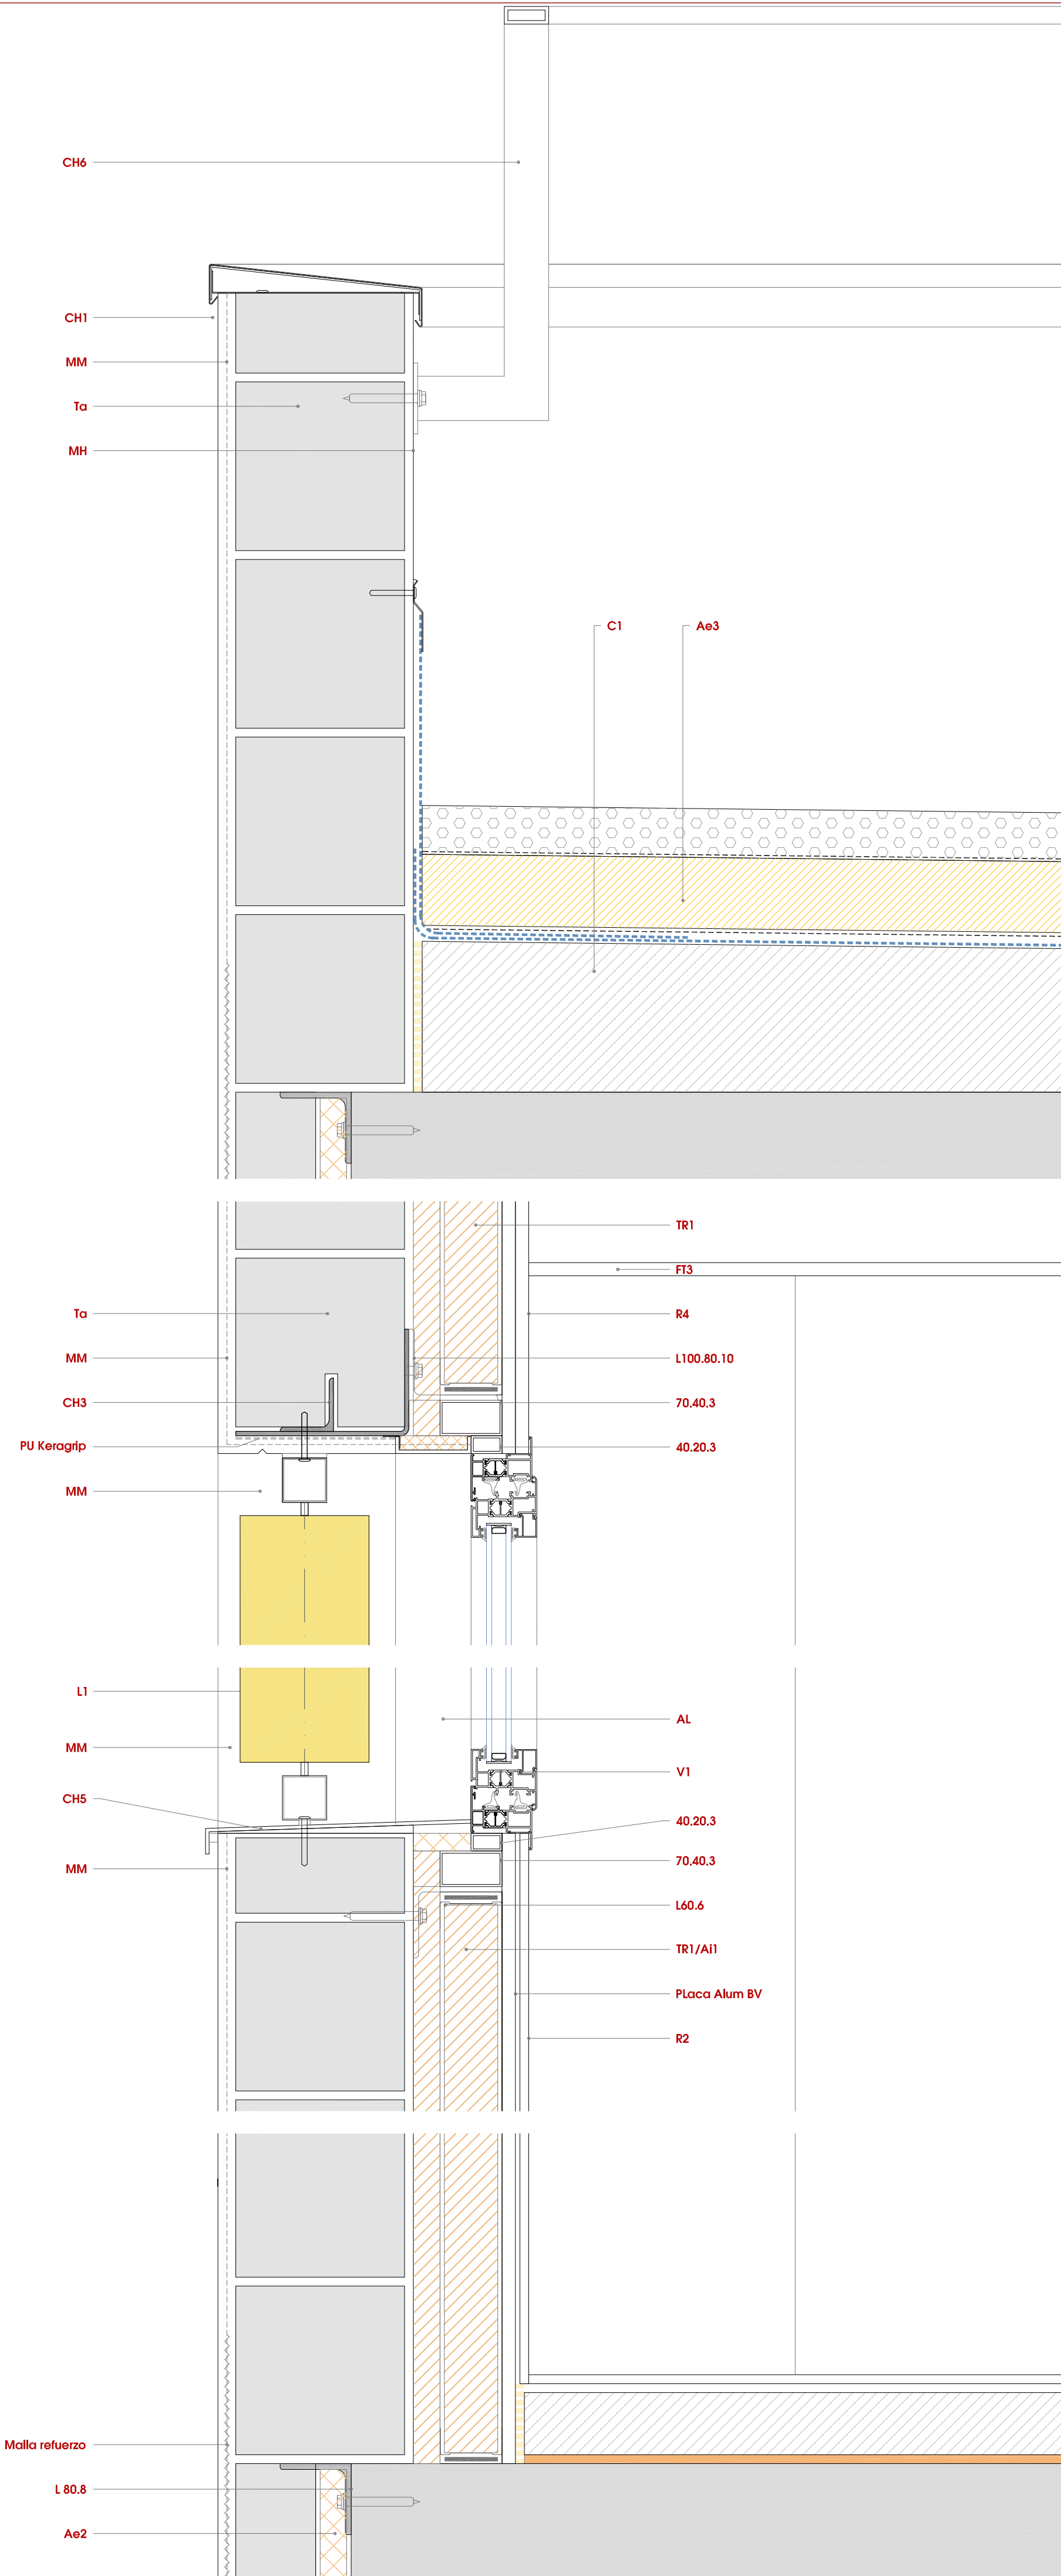 CH6
CH1
MM
Ta
MH
C1 Ae3
TR1
FT3
Ta
R4
MM
L100.80.10
CH3
70.40.3
PU Keragrip
40.20.3
MM
L1
AL
MM
V1
CH5
40.20.3
MM
70.40.3
L60.6
TR1/Ai1
PLaca Alum BV
R2
Malla refuerzo
L 80.8
Ae2